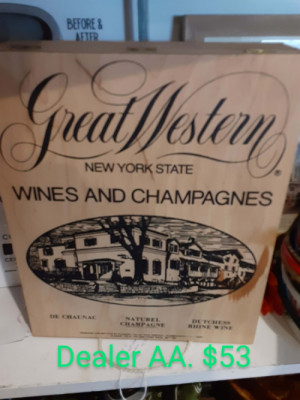 BEFORE &
AFTER
Great Western
®
NEW YORK STATE
WINES AND CHAMPAGNES
DE CHAUNAC
NATUREL
CHAMPAGNE
DUTCHESS
RHINE WINE
Dealer AA. $53